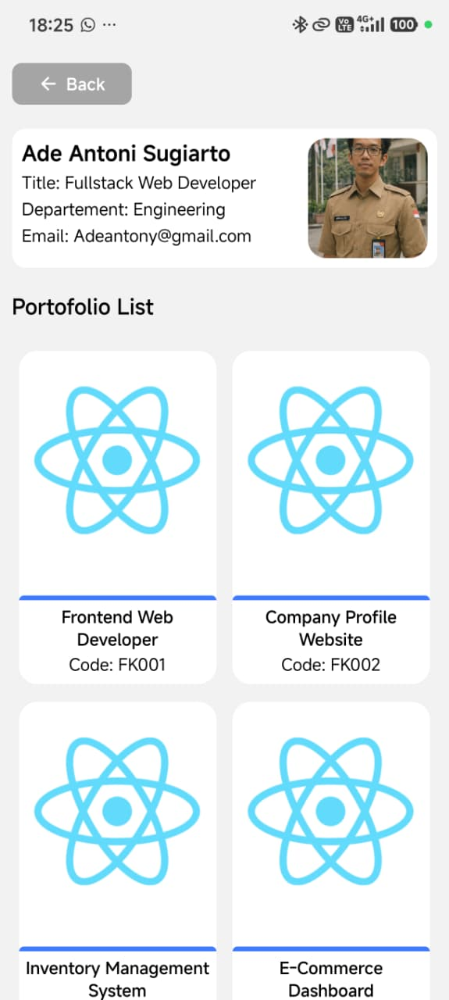 18:25 ...
VO LTE 4G+ 100
← Back
Ade Antoni Sugiarto
Title: Fullstack Web Developer
Departement: Engineering
Email: Adeantony@gmail.com
Portofolio List
Frontend Web
Developer
Code: FK001
Company Profile
Website
Code: FK002
Inventory Management
System
E-Commerce
Dashboard